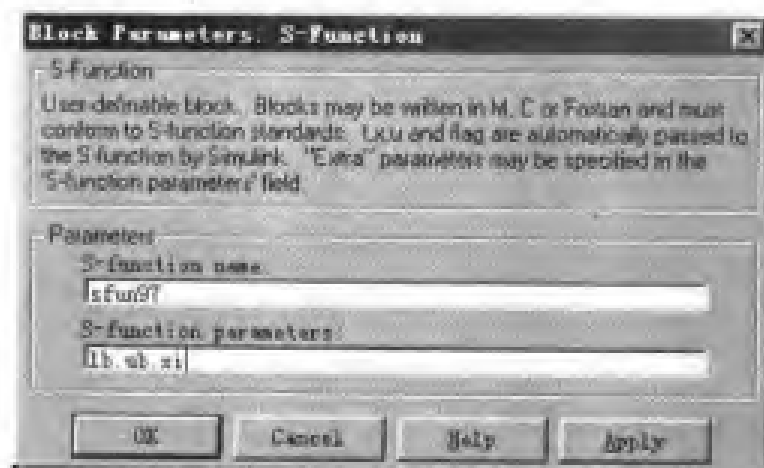 Block Parameters: S-Function
S-Function
User-definable block. Blocks may be written in M, C or Fortran and must
conform to S-function standards. t,x,u and flag are automatically passed to
the S-function by Simulink. "Extra" parameters may be specified in the
'S-function parameters' field.
Parameters
S-function name:
sfun97
S-function parameters:
lb,ub,xi
OK
Cancel
Help
Apply